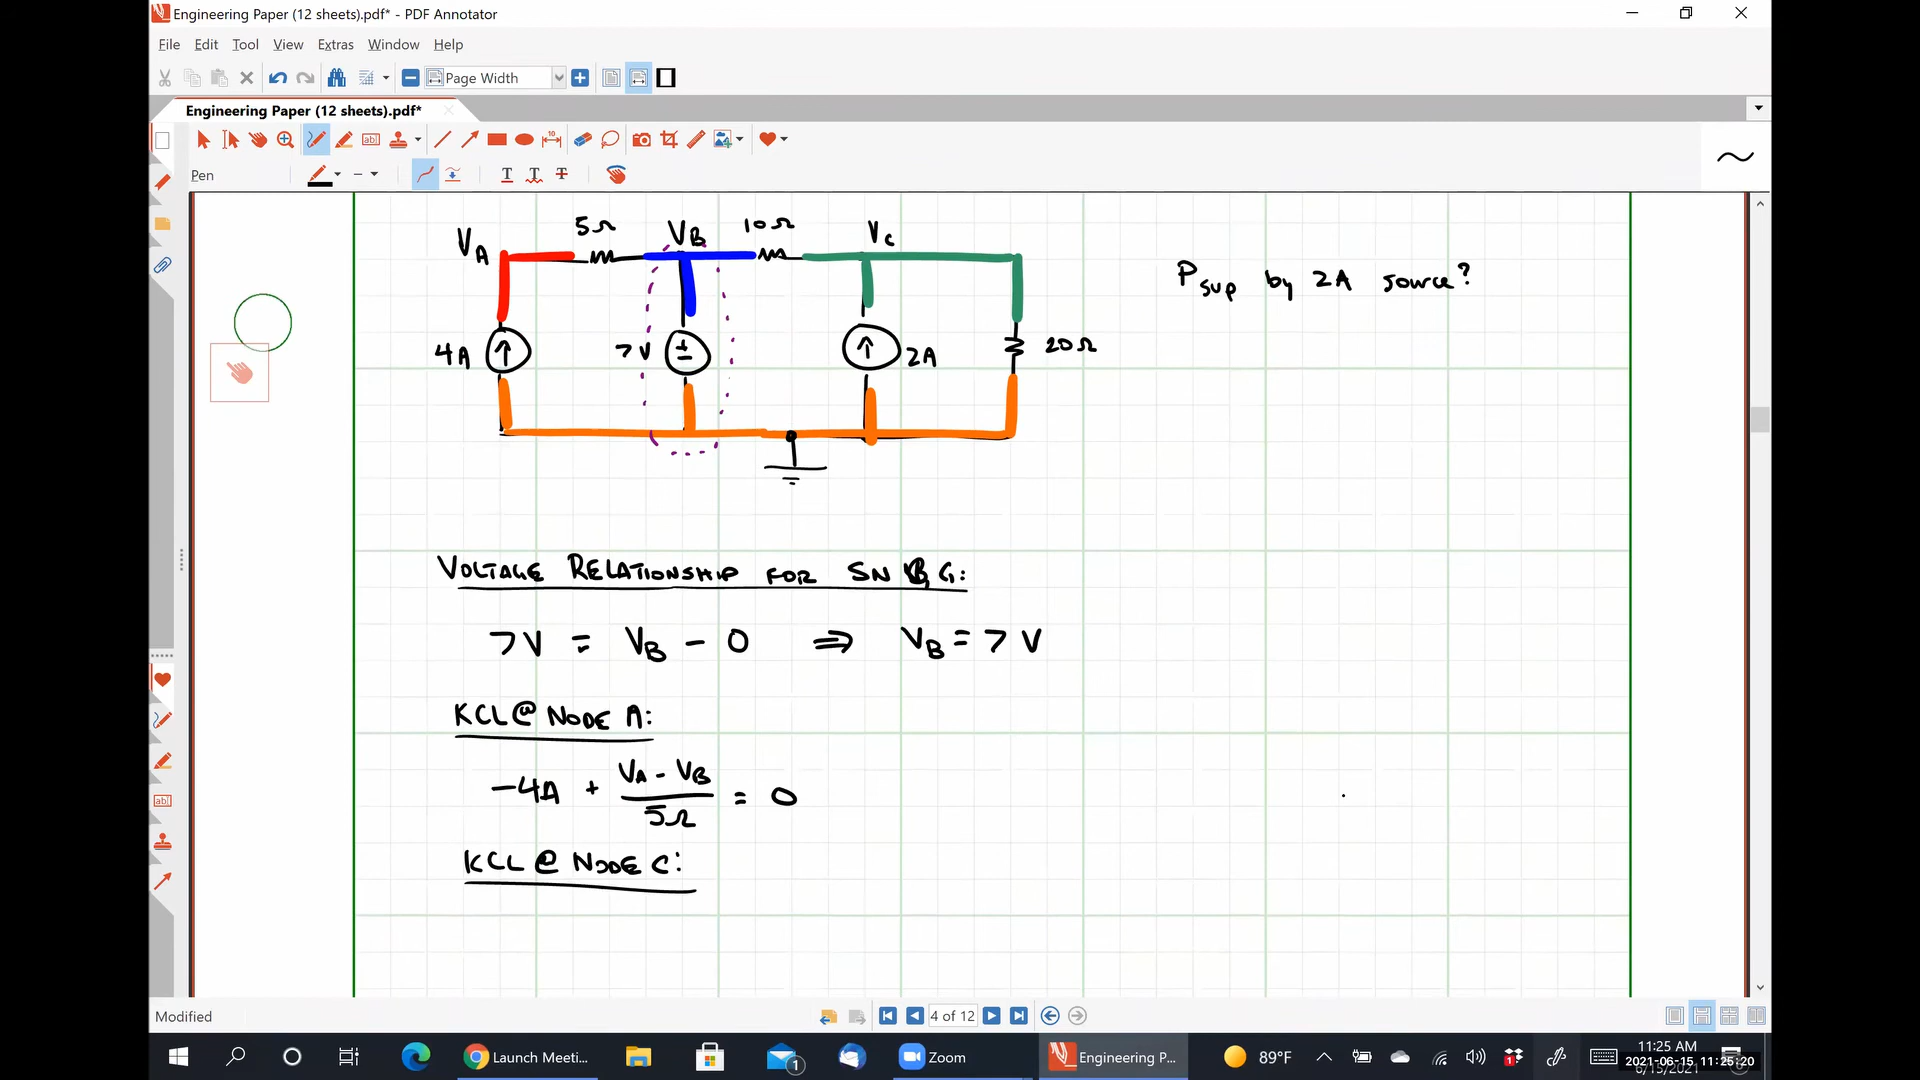 Engineering Paper (12 sheets).pdf* - PDF Annotator
File Edit Tool View Extras Window Help
Page Width
Engineering Paper (12 sheets).pdf*
Pen
5Ω VB 10Ω VC
VA
Psup by 2A source?
4A 7V 2A 20Ω
VOLTAGE RELATIONSHIP FOR SN B,G:
7V = VB - 0 ⇒ VB = 7 V
KCL @ NODE A:
-4A + (VA - VB)/5Ω = 0
KCL @ NODE C:
Modified
4 of 12
Launch Meeti...
Zoom
Engineering P...
89°F
11:25 AM
2021-06-15, 11:25:20
6/15/2021